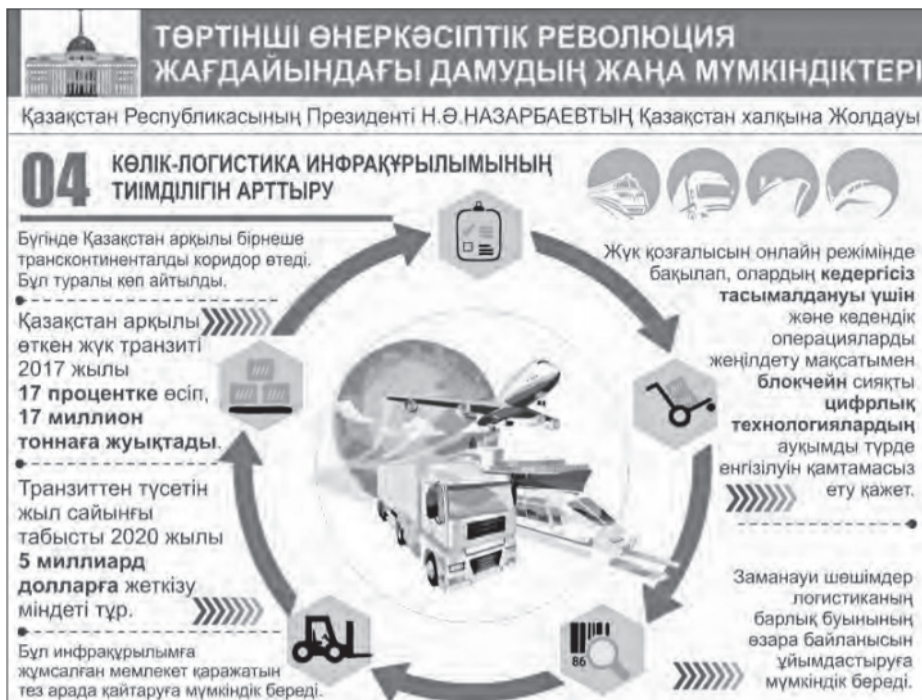 ТӨРТІНШІ ӨНЕРКӘСІПТІК РЕВОЛЮЦИЯ
ЖАҒДАЙЫНДАҒЫ ДАМУДЫҢ ЖАҢА МҮМКІНДІКТЕРІ
Қазақстан Республикасының Президенті Н.Ә.НАЗАРБАЕВТЫҢ Қазақстан халқына Жолдауы
04
КӨЛІК-ЛОГИСТИКА ИНФРАҚҰРЫЛЫМЫНЫҢ
ТИІМДІЛІГІН АРТТЫРУ
Бүгінде Қазақстан арқылы бірнеше
трансконтиненталды коридор өтеді.
Бұл туралы көп айтылды.
Қазақстан арқылы
өткен жүк транзиті
2017 жылы
17 процентке өсіп,
17 миллион
тоннаға жуықтады.
Транзиттен түсетін
жыл сайынғы
табысты 2020 жылы
5 миллиард
долларға жеткізу
міндеті тұр.
Бұл инфрақұрылымға
жұмсалған мемлекет қаражатын
тез арада қайтаруға мүмкіндік береді.
Жүк қозғалысын онлайн режімінде
бақылап, олардың кедергісіз
тасымалдануы үшін
және кедендік
операцияларды
жеңілдету мақсатымен
блокчейн сияқты
цифрлық
технологиялардың
ауқымды түрде
енгізілуін қамтамасыз
ету қажет.
Заманауи шешімдер
логистиканың
барлық буынының
өзара байланысын
ұйымдастыруға
мүмкіндік береді.
86